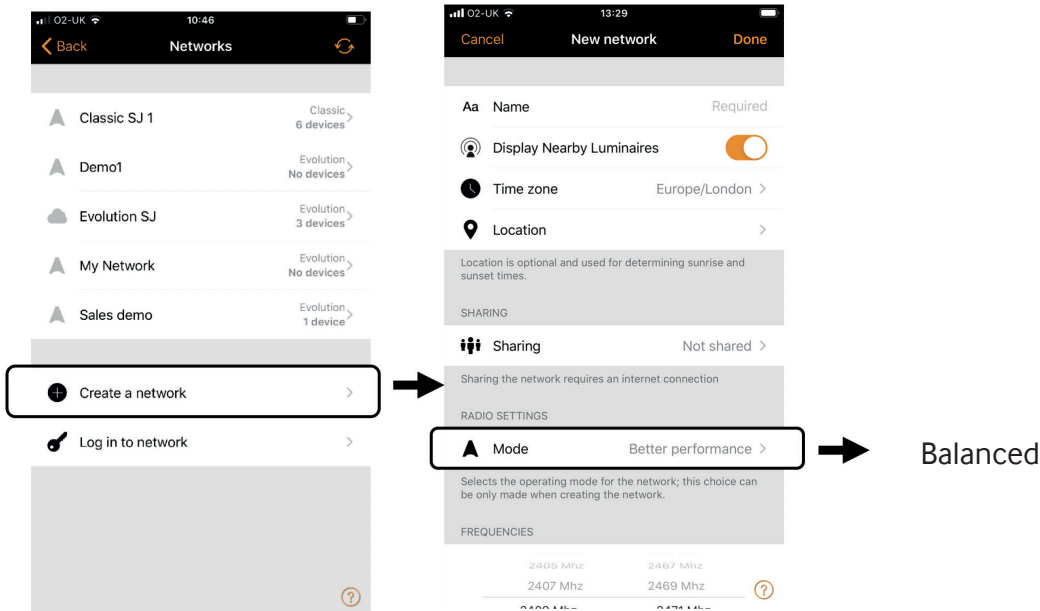 O2-UK
10:46
Back
Networks
Classic SJ 1
Classic
6 devices
Demo1
Evolution
No devices
Evolution SJ
Evolution
3 devices
My Network
Evolution
No devices
Sales demo
Evolution
1 device
Create a network
Log in to network
?
O2-UK
13:29
Cancel
New network
Done
Aa Name
Required
Display Nearby Luminaires
Time zone
Europe/London
Location
Location is optional and used for determining sunrise and
sunset times.
SHARING
Sharing
Not shared
Sharing the network requires an internet connection
RADIO SETTINGS
Mode
Better performance
Selects the operating mode for the network; this choice can
be only made when creating the network.
FREQUENCIES
2405 Mhz 2467 Mhz
2407 Mhz 2469 Mhz
2409 Mhz 2471 Mhz
?
Balanced